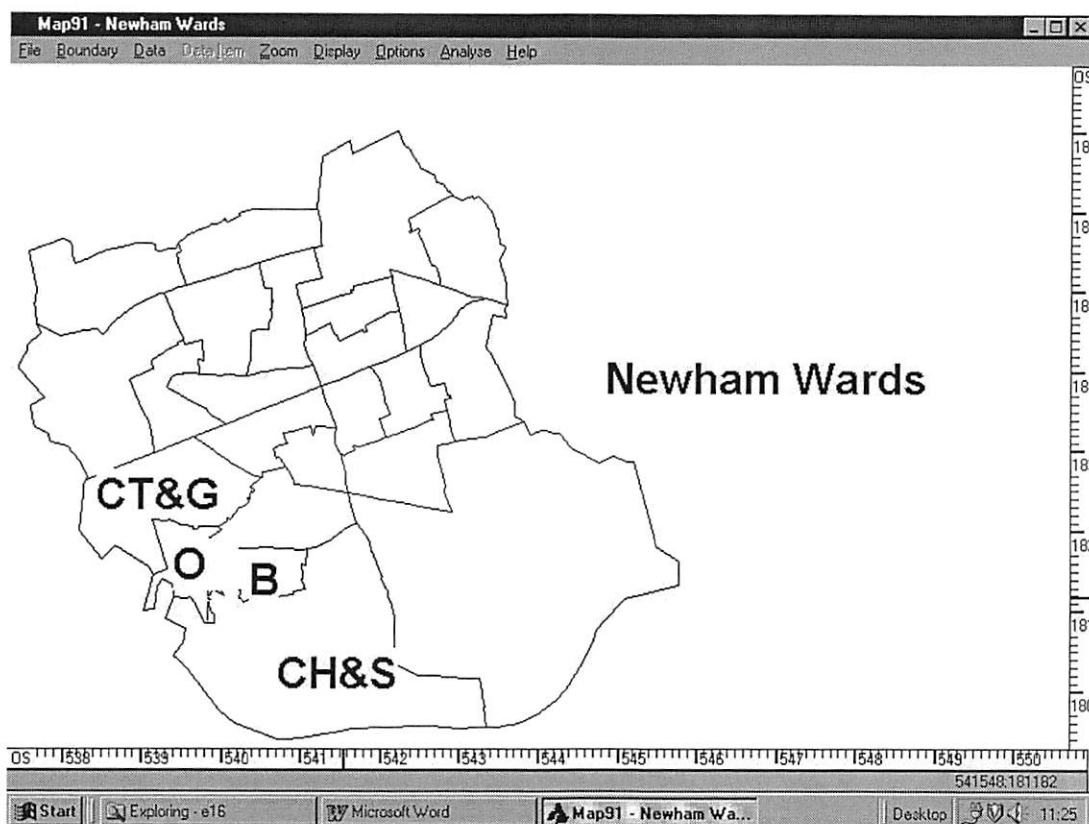 Map91 - Newham Wards
File Boundary Data Data Item Zoom Display Options Analyse Help
OS
Newham Wards
CT&G
O
B
CH&S
OS 538 539 540 541 542 543 544 545 546 547 548 549 550
541548:181182
Start Exploring - e16 Microsoft Word Map91 - Newham Wa... Desktop 11:25